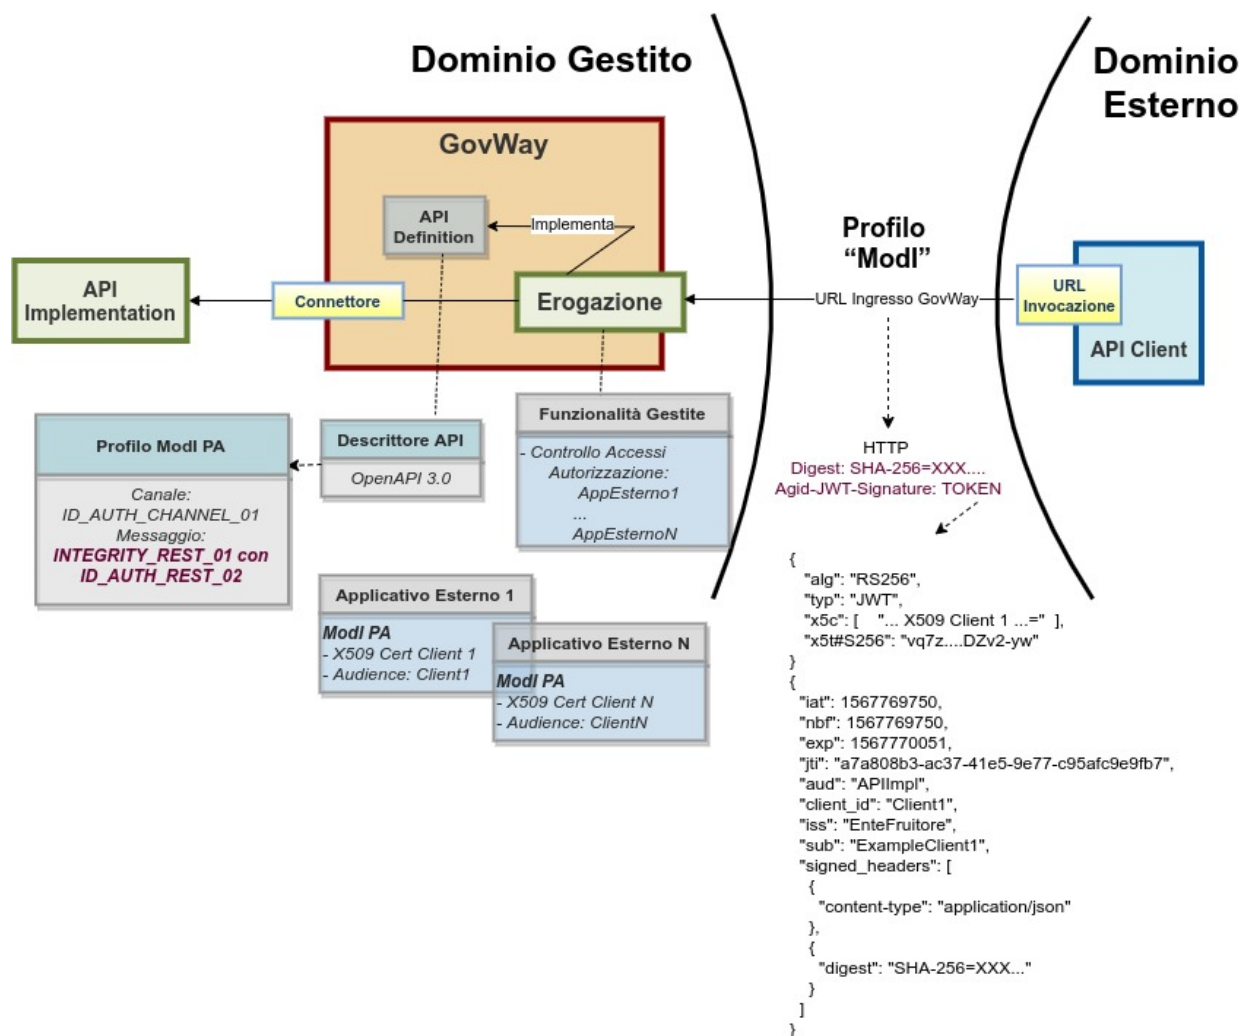 Dominio Gestito
Dominio
Esterno
GovWay
API
Definition
Implementa
Profilo
“ModI”
API
Implementation
Connettore
Erogazione
URL Ingresso GovWay
URL
Invocazione
API Client
Profilo ModI PA
Canale:
ID_AUTH_CHANNEL_01
Messaggio:
INTEGRITY_REST_01 con
ID_AUTH_REST_02
Descrittore API
OpenAPI 3.0
Funzionalità Gestite
- Controllo Accessi
Autorizzazione:
AppEsterno1
...
AppEsternoN
HTTP
Digest: SHA-256=XXX....
Agid-JWT-Signature: TOKEN
Applicativo Esterno 1
ModI PA
- X509 Cert Client 1
- Audience: Client1
Applicativo Esterno N
ModI PA
- X509 Cert Client N
- Audience: ClientN
{
"alg": "RS256",
"typ": "JWT",
"x5c": [ "... X509 Client 1 ...=" ],
"x5t#S256": "vq7z....DZv2-yw"
}
{
"iat": 1567769750,
"nbf": 1567769750,
"exp": 1567770051,
"jti": "a7a808b3-ac37-41e5-9e77-c95afc9e9fb7",
"aud": "APIImpl",
"client_id": "Client1",
"iss": "EnteFruitore",
"sub": "ExampleClient1",
"signed_headers": [
{
"content-type": "application/json"
},
{
"digest": "SHA-256=XXX..."
}
]
}